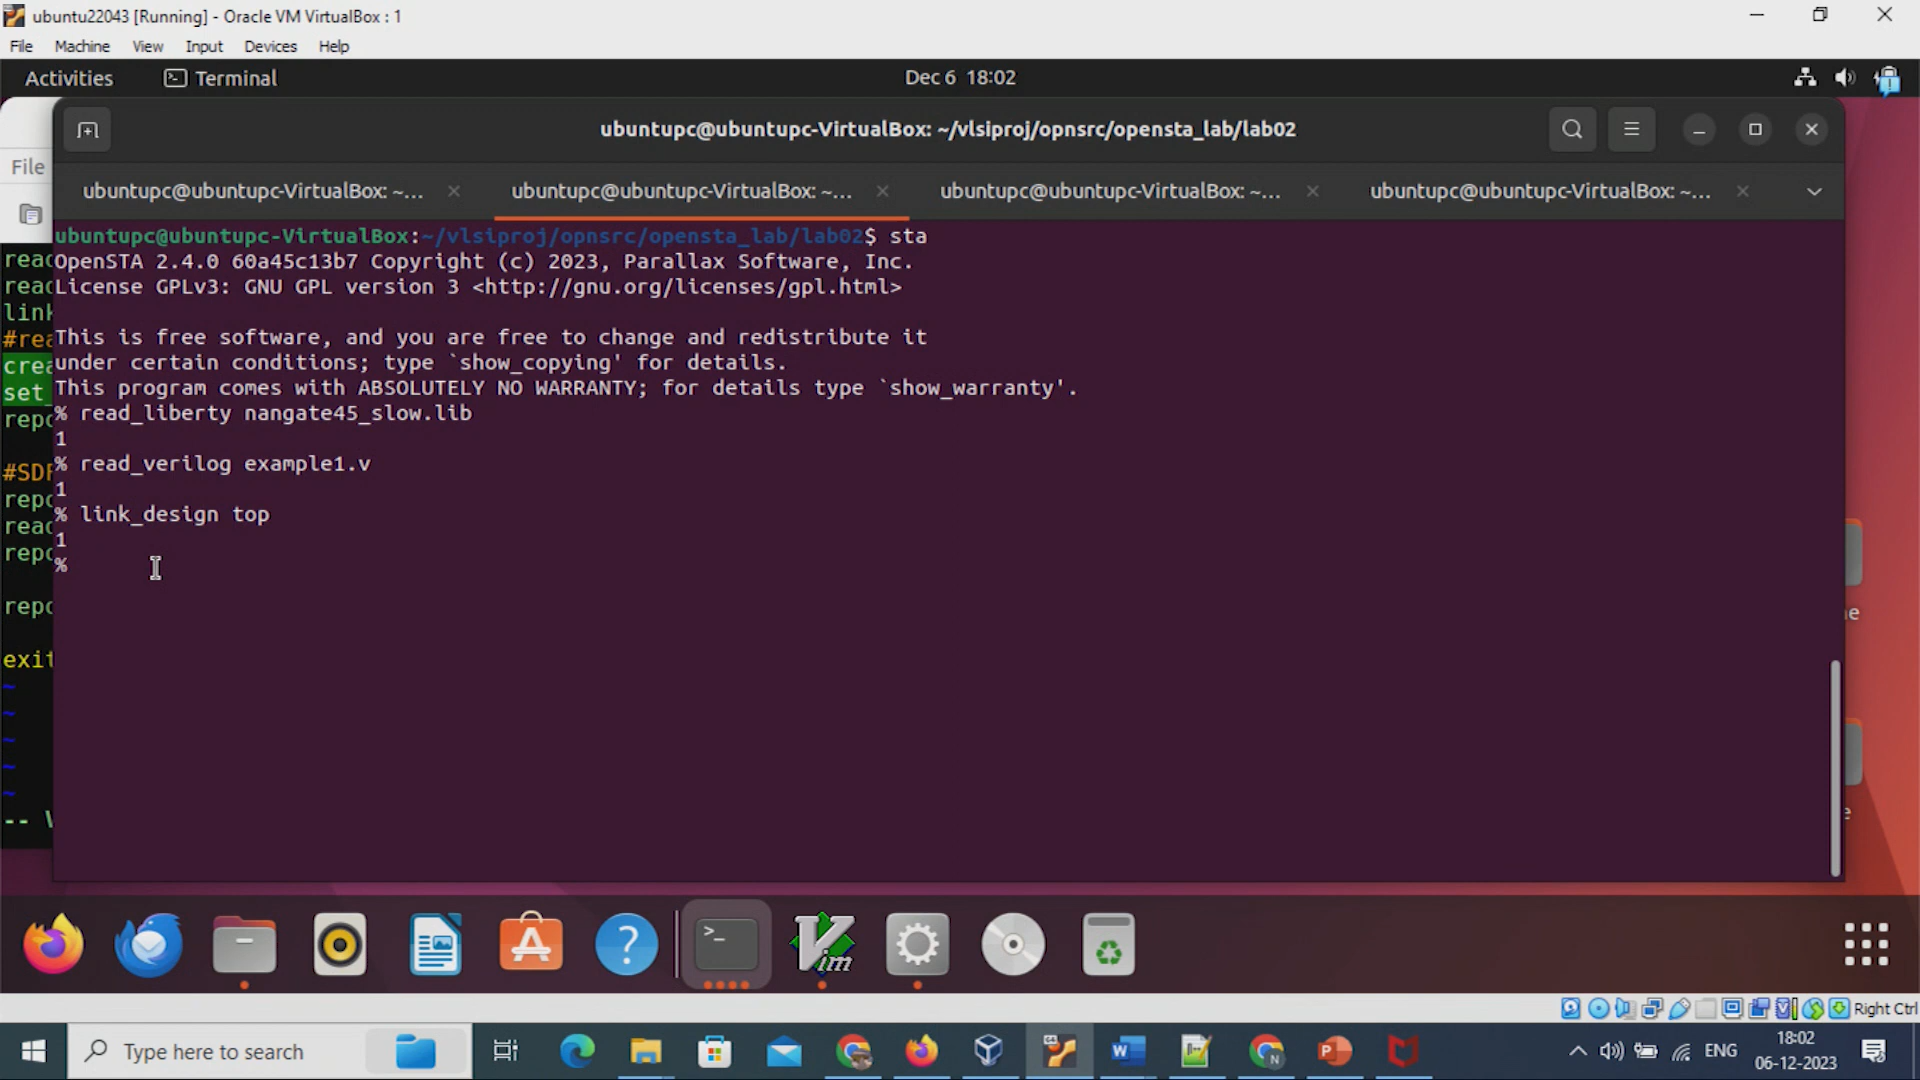 ubuntu22043 [Running] - Oracle VM VirtualBox : 1
File Machine View Input Devices Help
Activities Terminal Dec 6 18:02
ubuntupc@ubuntupc-VirtualBox: ~/vlsiproj/opnsrc/opensta_lab/lab02
File
ubuntupc@ubuntupc-VirtualBox: ~... ubuntupc@ubuntupc-VirtualBox: ~... ubuntupc@ubuntupc-VirtualBox: ~... ubuntupc@ubuntupc-VirtualBox: ~...
ubuntupc@ubuntupc-VirtualBox:~/vlsiproj/opnsrc/opensta_lab/lab02$ sta
OpenSTA 2.4.0 60a45c13b7 Copyright (c) 2023, Parallax Software, Inc.
License GPLv3: GNU GPL version 3 <http://gnu.org/licenses/gpl.html>
This is free software, and you are free to change and redistribute it
under certain conditions; type `show_copying' for details.
This program comes with ABSOLUTELY NO WARRANTY; for details type `show_warranty'.
% read_liberty nangate45_slow.lib
1
% read_verilog example1.v
1
% link_design top
1
%
link
set_
#SDF
exit
~
~
~
~
~
--
Vim
Right Ctrl
Type here to search
ENG
18:02
06-12-2023